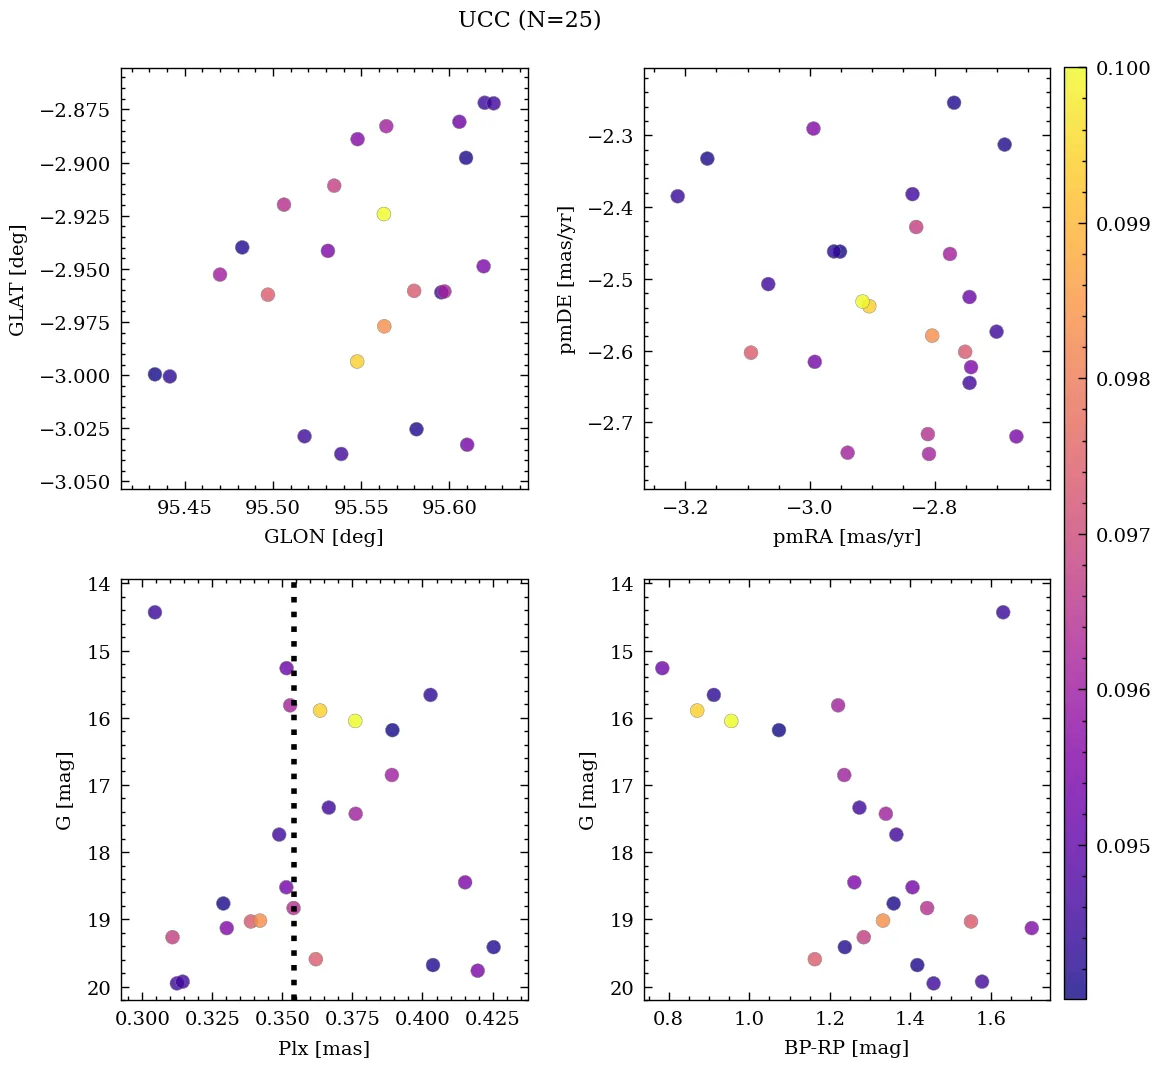 UCC (N=25)
−2.875
−2.900
−2.925
−2.950
−2.975
−3.000
−3.025
−3.050
GLAT [deg]
95.45 95.50 95.55 95.60
GLON [deg]
−2.3
−2.4
−2.5
−2.6
−2.7
pmDE [mas/yr]
−3.2 −3.0 −2.8
pmRA [mas/yr]
0.100
0.099
0.098
0.097
0.096
0.095
14
15
16
17
18
19
20
G [mag]
0.300 0.325 0.350 0.375 0.400 0.425
Plx [mas]
14
15
16
17
18
19
20
G [mag]
0.8 1.0 1.2 1.4 1.6
BP-RP [mag]